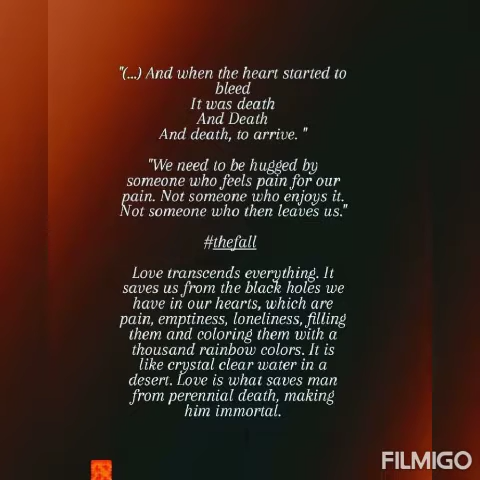 "(...) And when the heart started to
bleed
It was death
And Death
And death, to arrive. "
"We need to be hugged by
someone who feels pain for our
pain. Not someone who enjoys it.
Not someone who then leaves us."
#thefall
Love transcends everything. It
saves us from the black holes we
have in our hearts, which are
pain, emptiness, loneliness, filling
them and coloring them with a
thousand rainbow colors. It is
like crystal clear water in a
desert. Love is what saves man
from perennial death, making
him immortal.
FILMIGO